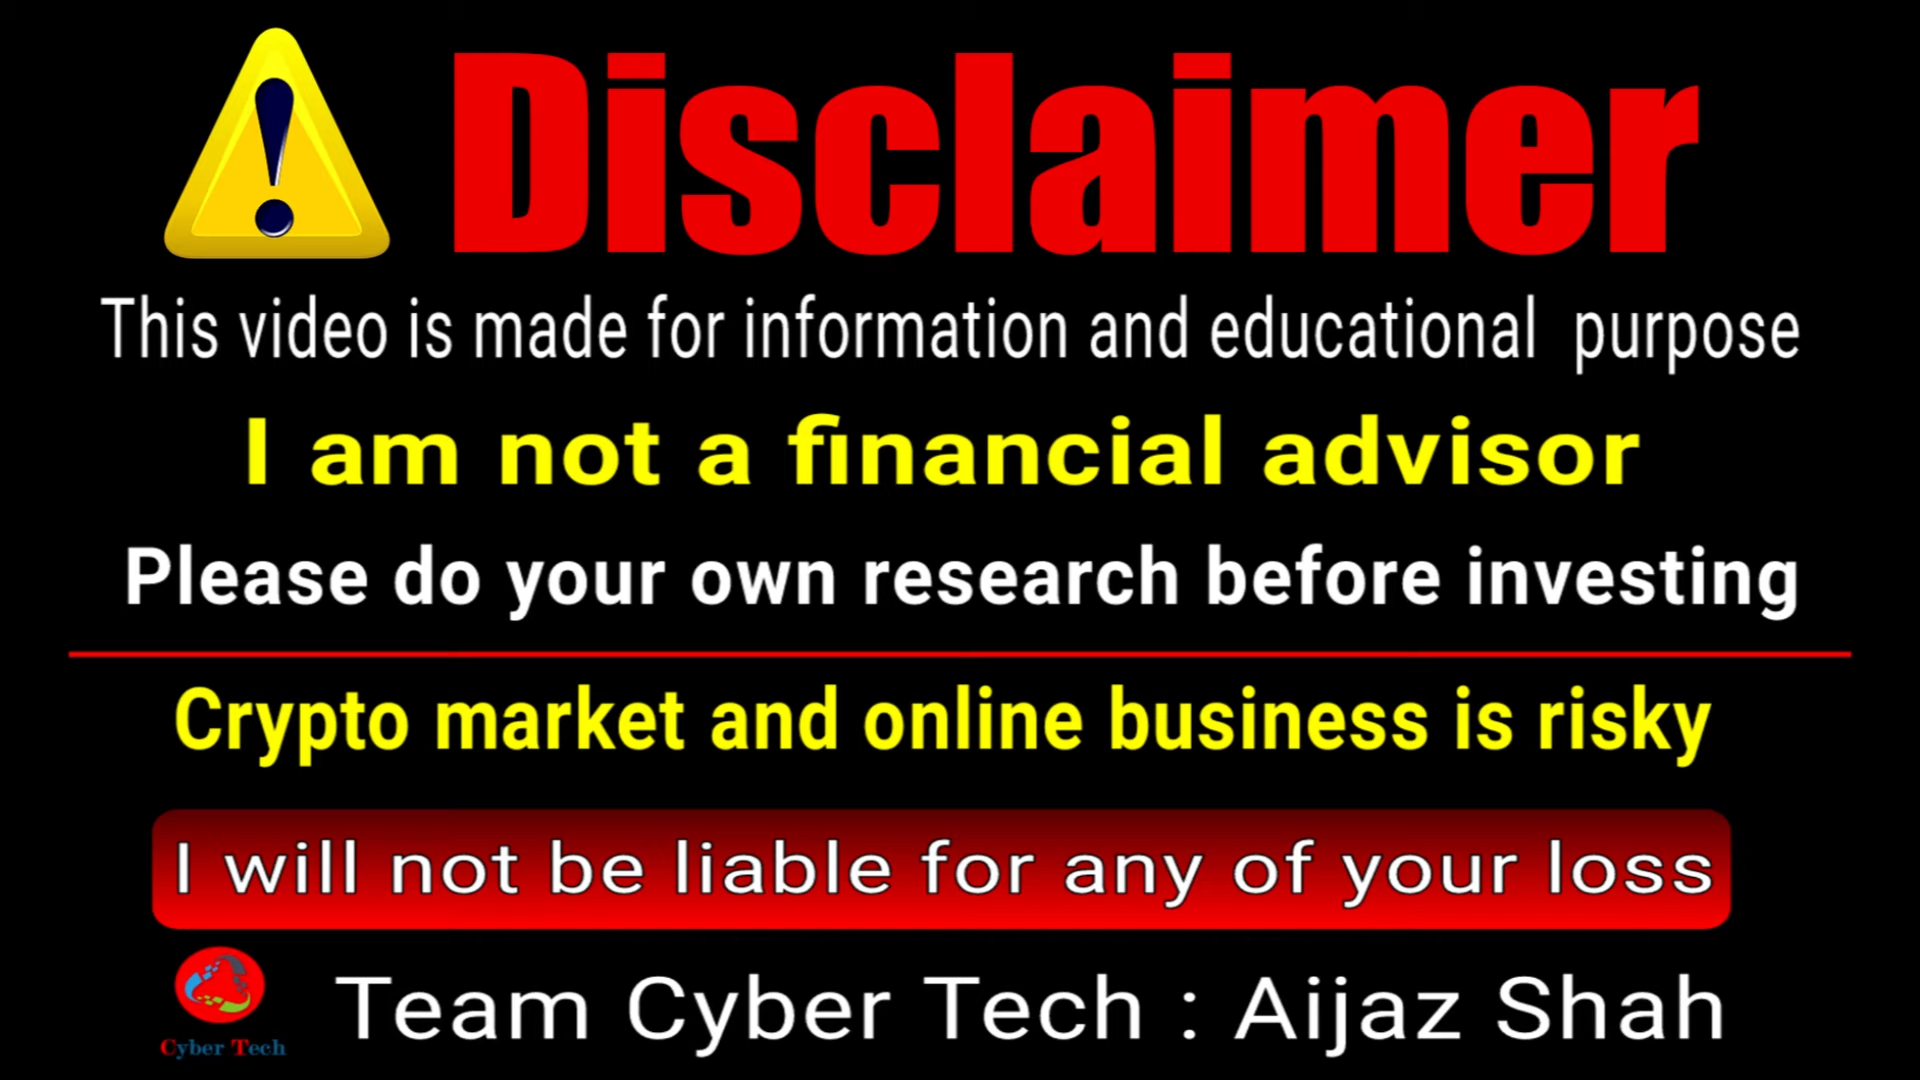 Disclaimer
This video is made for information and educational purpose
I am not a financial advisor
Please do your own research before investing
Crypto market and online business is risky
I will not be liable for any of your loss
Team Cyber Tech : Aijaz Shah
Cyber Tech